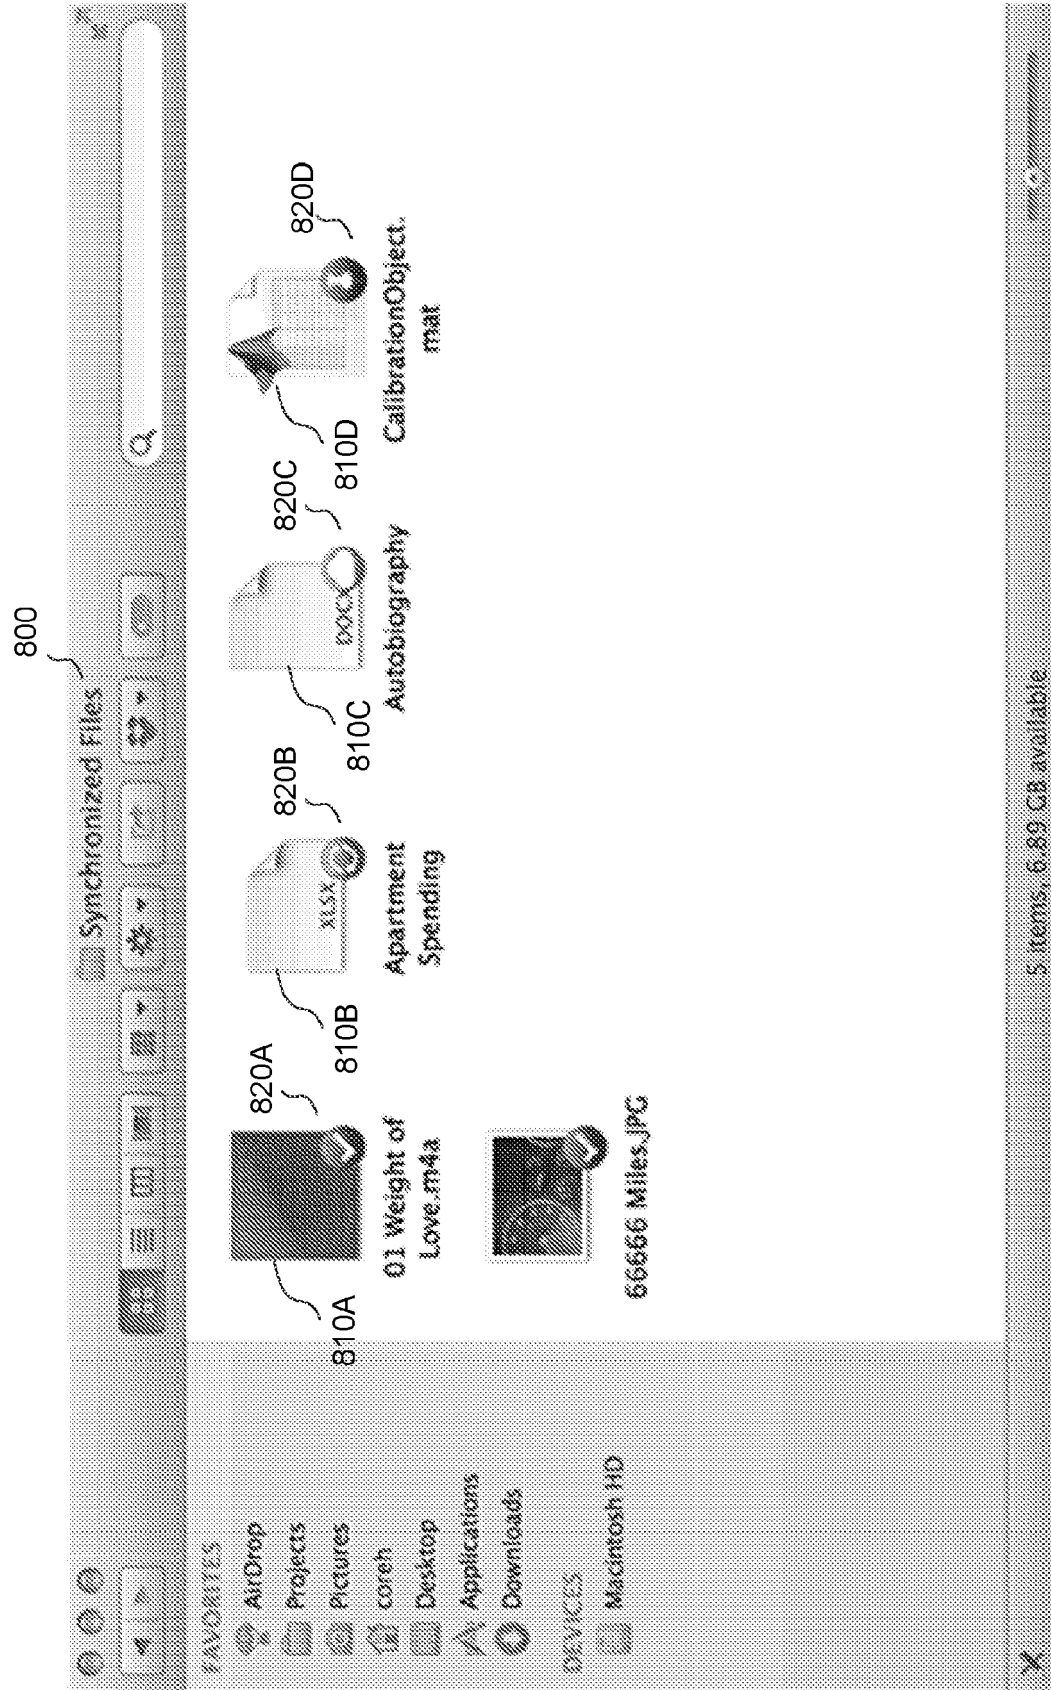 800
Synchronized Files
FAVORITES
AirDrop
Projects
Pictures
coreh
Desktop
Applications
Downloads
DEVICES
Macintosh HD
810A
820A
01 Weight of
Love.m4a
810B
820B
XLSX
Apartment
Spending
810C
820C
DOCX
Autobiography
810D
820D
CalibrationObject.
mat
66666 Miles.JPG
5 items, 6.89 GB available